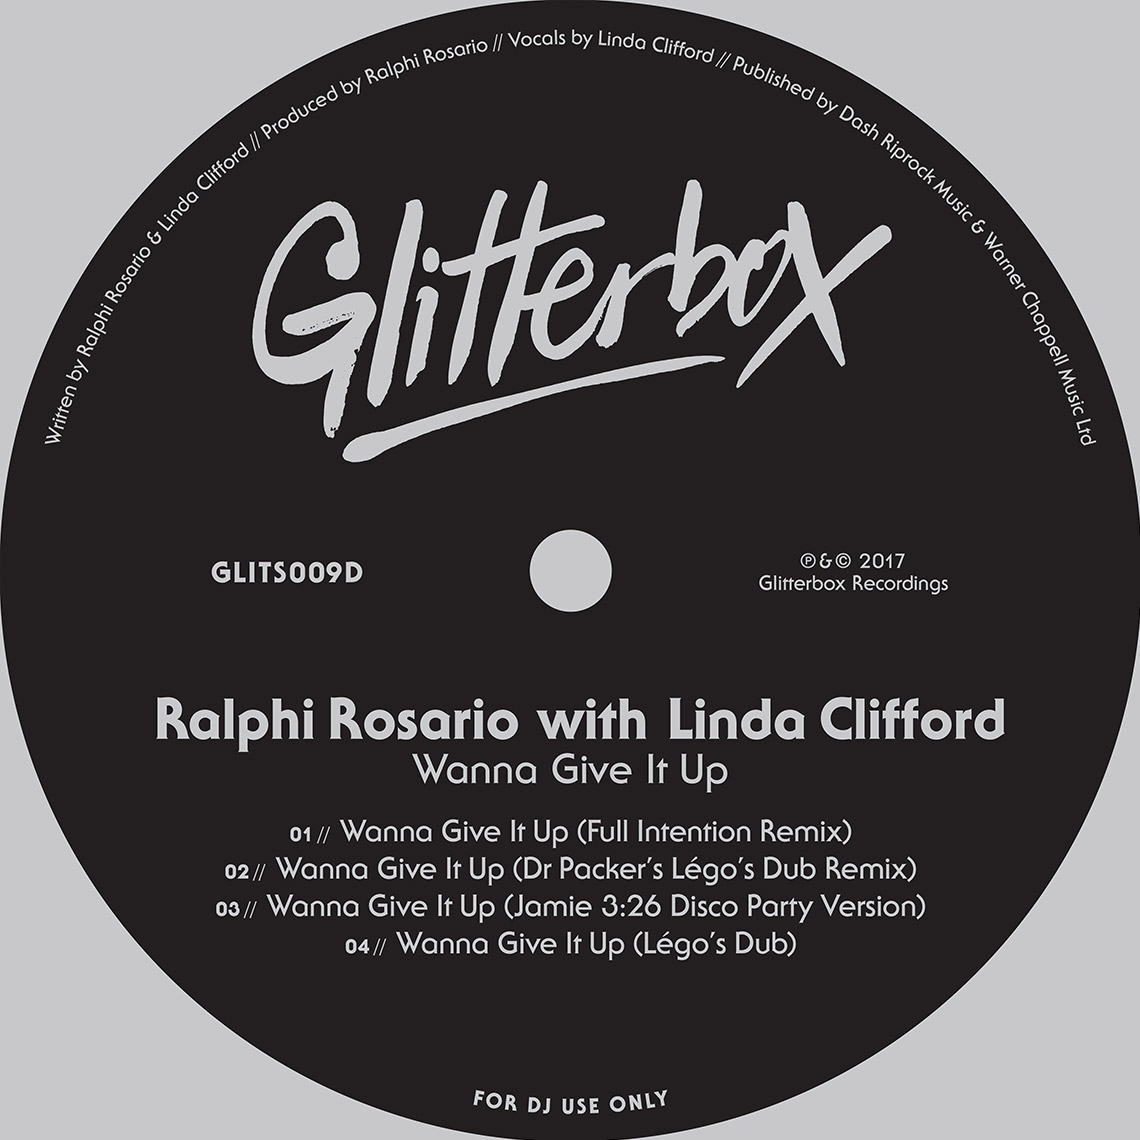 Written by Ralphi Rosario & Linda Clifford // Produced by Ralphi Rosario // Vocals by Linda Clifford // Published by Dash Riprock Music & Warner Chappell Music Ltd
Glitterbox
GLITS009D
℗&© 2017
Glitterbox Recordings
Ralphi Rosario with Linda Clifford
Wanna Give It Up
01 // Wanna Give It Up (Full Intention Remix)
02 // Wanna Give It Up (Dr Packer's Légo's Dub Remix)
03 // Wanna Give It Up (Jamie 3:26 Disco Party Version)
04 // Wanna Give It Up (Légo's Dub)
FOR DJ USE ONLY